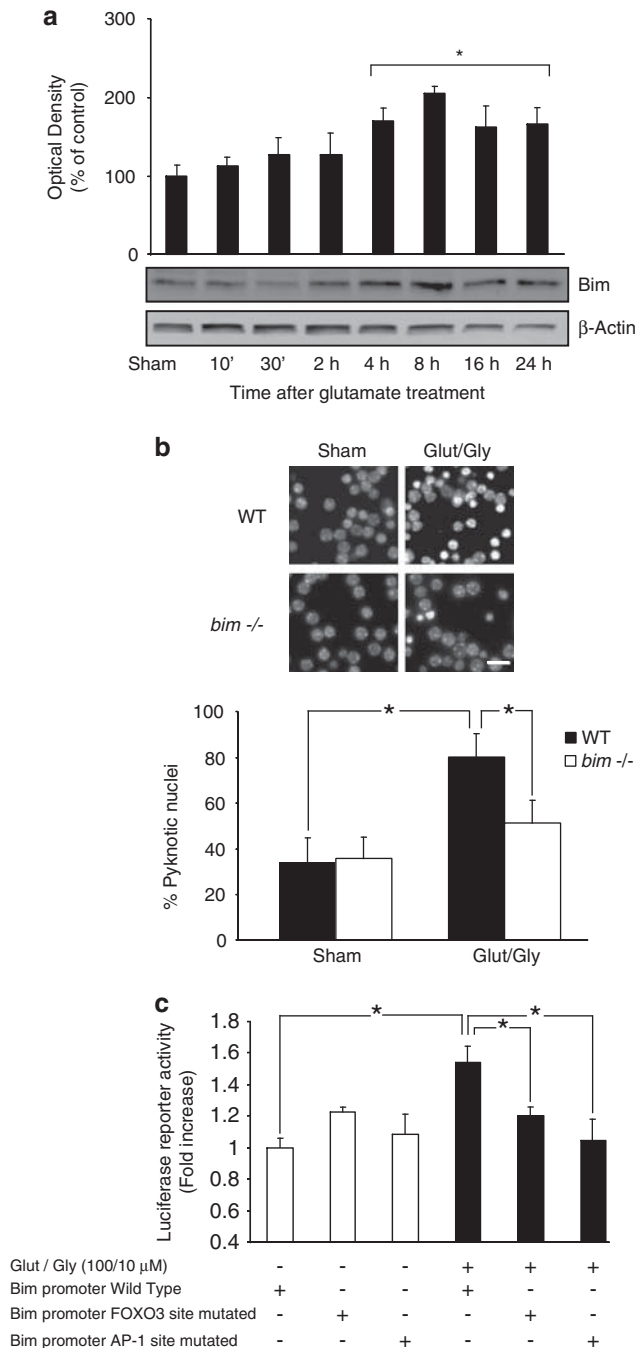 a
300
200
100
0
Optical Density
(% of control)
*
Bim
β-Actin
Sham 10' 30' 2 h 4 h 8 h 16 h 24 h
Time after glutamate treatment
b
Sham Glut/Gly
WT
bim -/-
100
80
60
40
20
0
% Pyknotic nuclei
* *
WT
bim -/-
Sham Glut/Gly
c
1.8
1.6
1.4
1.2
1
0.8
0.6
0.4
Luciferase reporter activity
(Fold increase)
* * *
Glut / Gly (100/10 μM) - - - + + +
Bim promoter Wild Type + - - + - -
Bim promoter FOXO3 site mutated - + - - + -
Bim promoter AP-1 site mutated - - + - - +